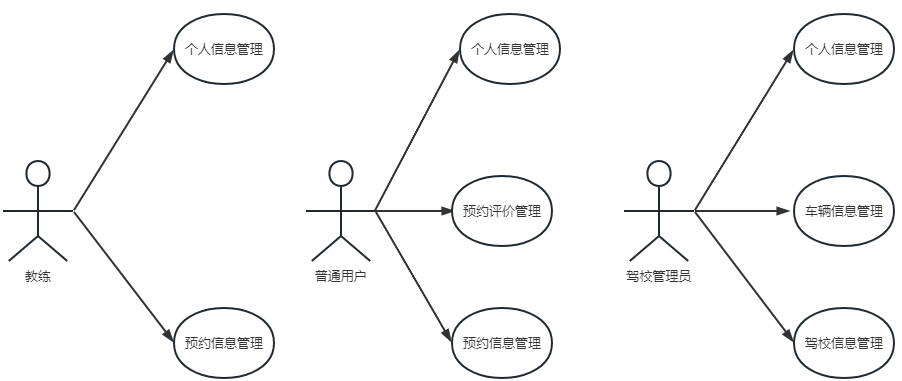 个人信息管理
个人信息管理
个人信息管理
预约评价管理
车辆信息管理
教练
普通用户
驾校管理员
预约信息管理
预约信息管理
驾校信息管理